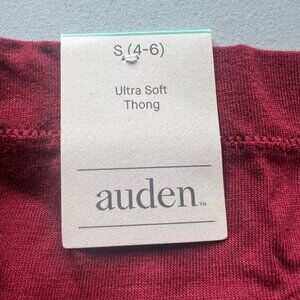 S (4-6)
Ultra Soft
Thong
auden™